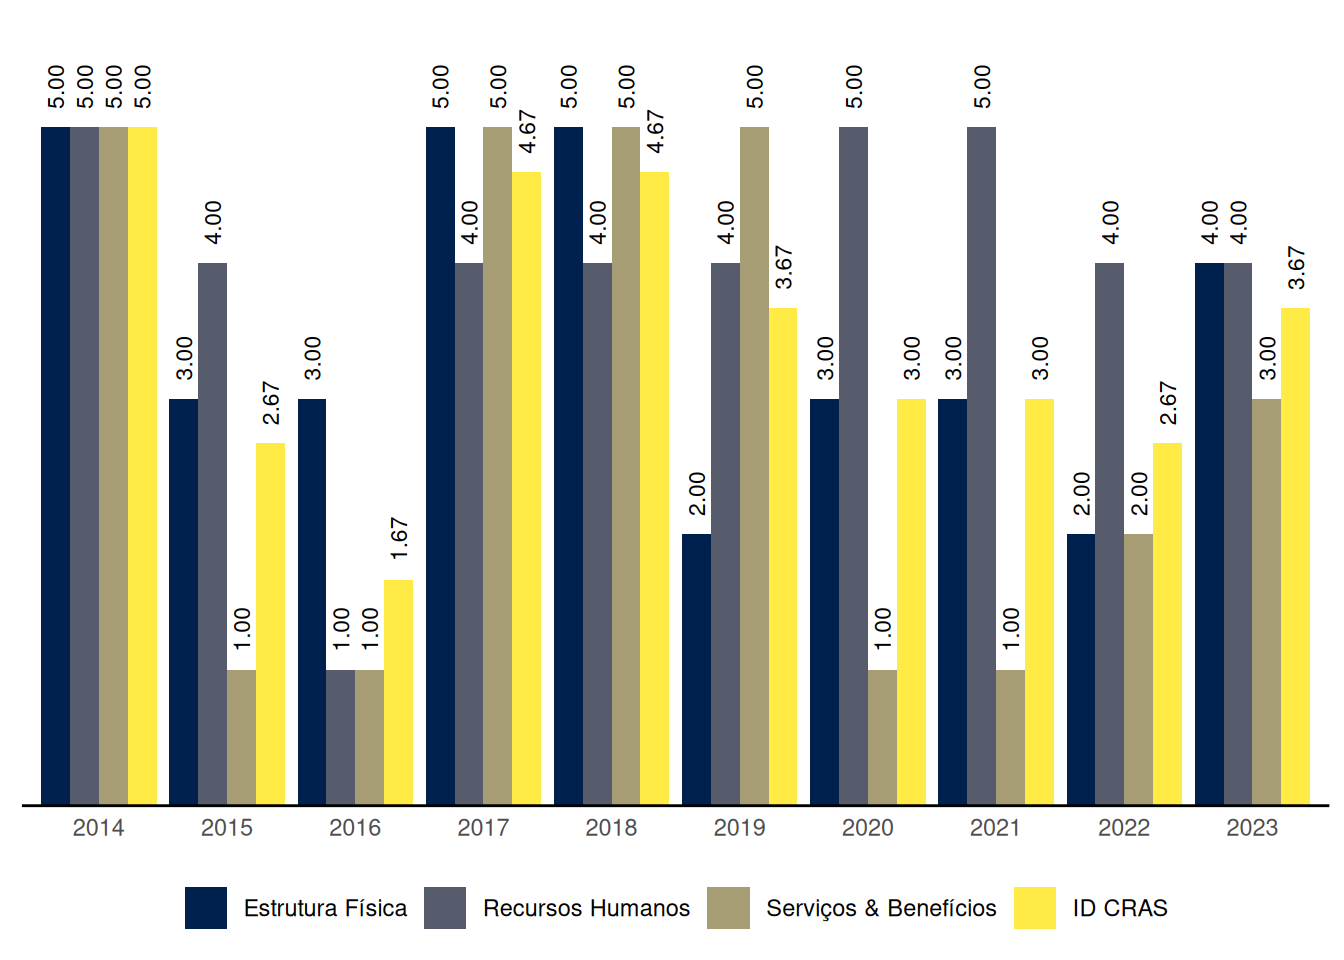 5.00 5.00 5.00 5.00 5.00 5.00 5.00 5.00 5.00 5.00 5.00
4.67 4.67
4.00 4.00 4.00 4.00 4.00 4.00 4.00
3.67 3.67
3.00 3.00 3.00 3.00 3.00 3.00 3.00
2.67 2.67
2.00 2.00 2.00
1.67
1.00 1.00 1.00 1.00 1.00
2014 2015 2016 2017 2018 2019 2020 2021 2022 2023
Estrutura Física Recursos Humanos Serviços & Benefícios ID CRAS